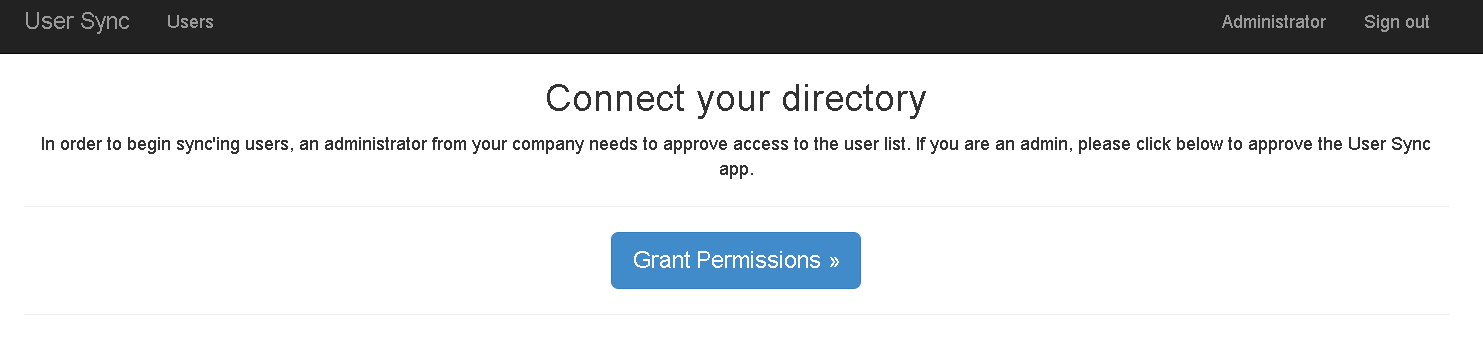 User Sync Users Administrator Sign out
Connect your directory
In order to begin sync'ing users, an administrator from your company needs to approve access to the user list. If you are an admin, please click below to approve the User Sync
app.
Grant Permissions »